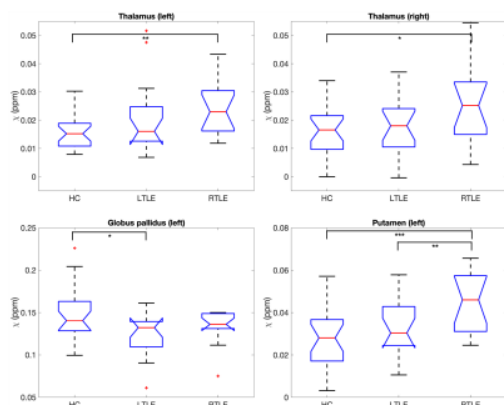 Thalamus (left)
0.05
0.04
0.03
0.02
0.01
0
χ (ppm)
**
HC
LTLE
RTLE
Thalamus (right)
0.05
0.04
0.03
0.02
0.01
0
χ (ppm)
*
HC
LTLE
RTLE
Globus pallidus (left)
0.25
0.2
0.15
0.1
0.05
χ (ppm)
*
HC
LTLE
RTLE
Putamen (left)
0.08
0.06
0.04
0.02
0
χ (ppm)
***
**
HC
LTLE
RTLE